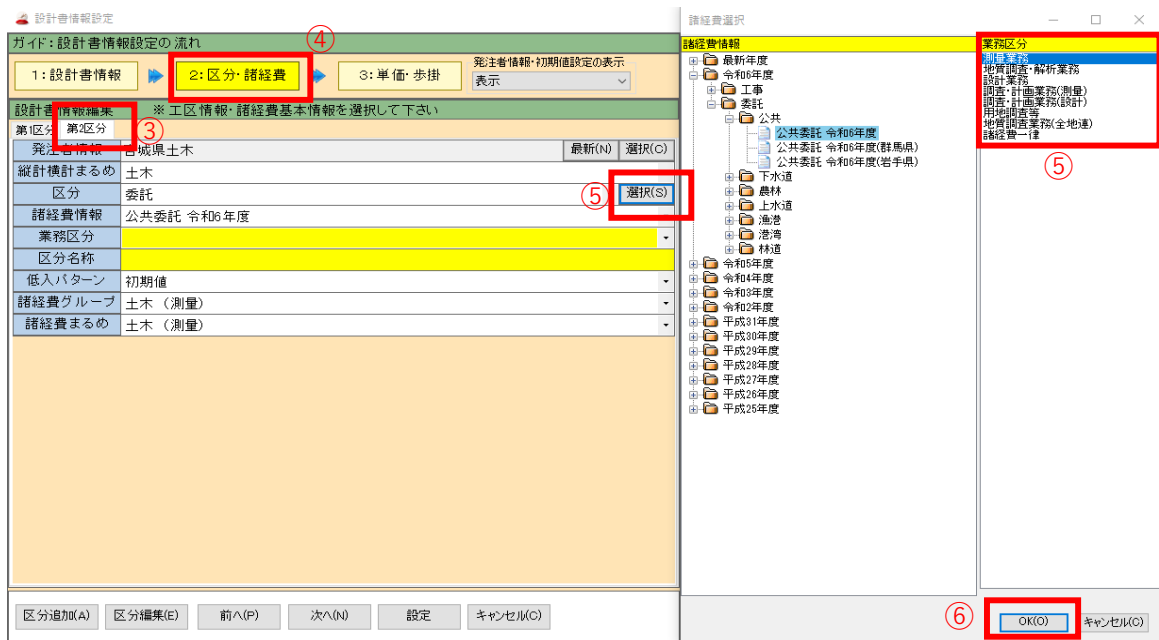 設計書情報設定
ガイド：設計書情報設定の流れ
④
1：設計書情報
2：区分・諸経費
3：単価・歩掛
発注者情報・初期値設定の表示
表示
設計書情報編集 ※工区情報・諸経費基本情報を選択して下さい
第1区分 第2区分 ③
発注者情報 宮城県土木 最新(N) 選択(C)
縦計横計まるめ 土木
区分 委託 ⑤ 選択(S)
諸経費情報 公共委託 令和6年度
業務区分
区分名称
低入パターン 初期値
諸経費グループ 土木（測量）
諸経費まるめ 土木（測量）
区分追加(A) 区分編集(E) 前へ(P) 次へ(N) 設定 キャンセル(C)
諸経費選択
諸経費情報
最新年度
令和6年度
工事
委託
公共
公共委託 令和6年度
公共委託 令和6年度(群馬県)
公共委託 令和6年度(岩手県)
下水道
農林
上水道
漁港
港湾
林道
令和5年度
令和4年度
令和3年度
令和2年度
平成31年度
平成30年度
平成29年度
平成28年度
平成27年度
平成26年度
平成25年度
業務区分
測量業務
地質調査・解析業務
設計業務
調査・計画業務(測量)
調査・計画業務(設計)
用地調査等
地質調査業務(全地連)
諸経費一律
⑤
⑥ OK(O) キャンセル(C)